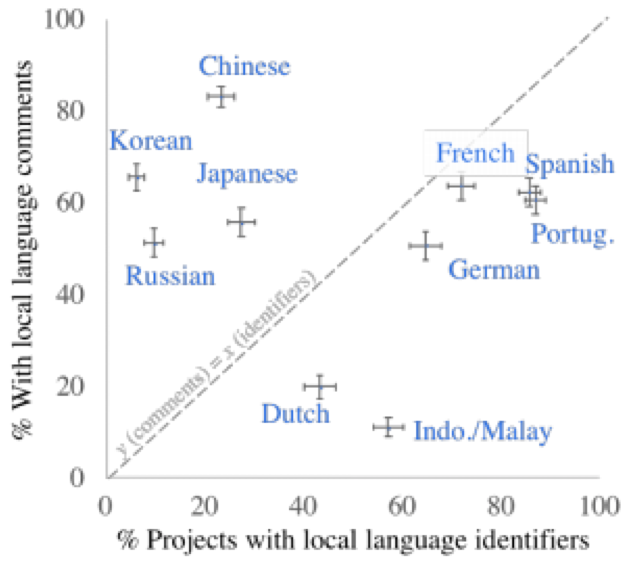 100
80
60
40
20
0
% With local language comments
Chinese
Korean
Japanese
Russian
French
Spanish
Portug.
German
y (comments) = x (identifiers)
Dutch
Indo./Malay
0 20 40 60 80 100
% Projects with local language identifiers